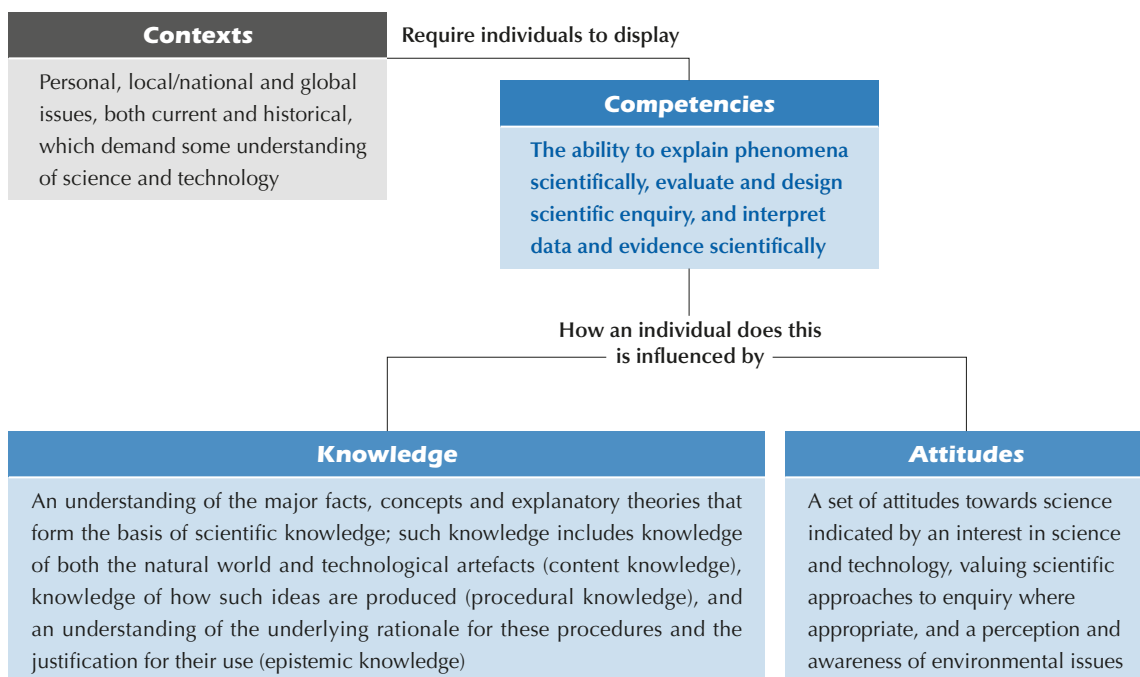 Contexts
Require individuals to display
Personal, local/national and global
issues, both current and historical,
which demand some understanding
of science and technology
Competencies
The ability to explain phenomena
scientifically, evaluate and design
scientific enquiry, and interpret
data and evidence scientifically
How an individual does this
is influenced by
Knowledge
An understanding of the major facts, concepts and explanatory theories that
form the basis of scientific knowledge; such knowledge includes knowledge
of both the natural world and technological artefacts (content knowledge),
knowledge of how such ideas are produced (procedural knowledge), and
an understanding of the underlying rationale for these procedures and the
justification for their use (epistemic knowledge)
Attitudes
A set of attitudes towards science
indicated by an interest in science
and technology, valuing scientific
approaches to enquiry where
appropriate, and a perception and
awareness of environmental issues